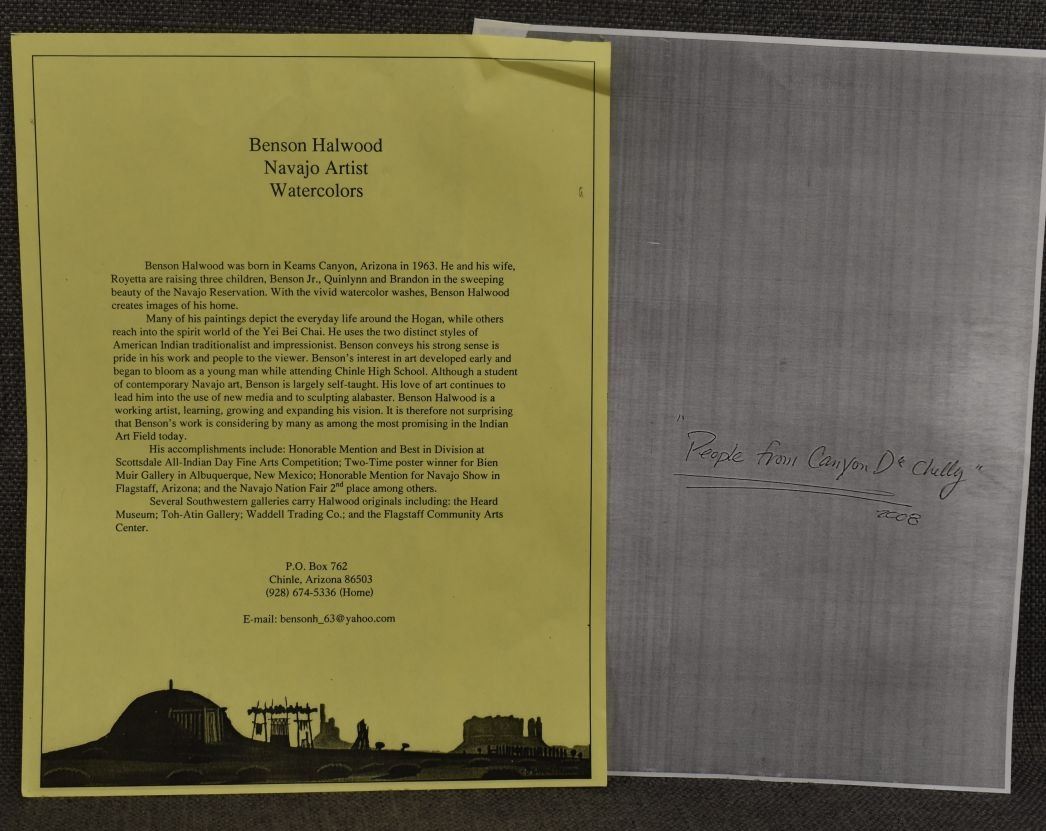 Benson Halwood
Navajo Artist
Watercolors
Benson Halwood was born in Keams Canyon, Arizona in 1963. He and his wife,
Royetta are raising three children, Benson Jr., Quinlynn and Brandon in the sweeping
beauty of the Navajo Reservation. With the vivid watercolor washes, Benson Halwood
creates images of his home.
Many of his paintings depict the everyday life around the Hogan, while others
reach into the spirit world of the Yei Bei Chai. He uses the two distinct styles of
American Indian traditionalist and impressionist. Benson conveys his strong sense is
pride in his work and people to the viewer. Benson's interest in art developed early and
began to bloom as a young man while attending Chinle High School. Although a student
of contemporary Navajo art, Benson is largely self-taught. His love of art continues to
lead him into the use of new media and to sculpting alabaster. Benson Halwood is a
working artist, learning, growing and expanding his vision. It is therefore not surprising
that Benson's work is considering by many as among the most promising in the Indian
Art Field today.
His accomplishments include: Honorable Mention and Best in Division at
Scottsdale All-Indian Day Fine Arts Competition; Two-Time poster winner for Bien
Muir Gallery in Albuquerque, New Mexico; Honorable Mention for Navajo Show in
Flagstaff, Arizona; and the Navajo Nation Fair 2nd place among others.
Several Southwestern galleries carry Halwood originals including: the Heard
Museum; Toh-Atin Gallery; Waddell Trading Co.; and the Flagstaff Community Arts
Center.
P.O. Box 762
Chinle, Arizona 86503
(928) 674-5336 (Home)
E-mail: bensonh_63@yahoo.com
"People from Canyon De Chelly"
2008